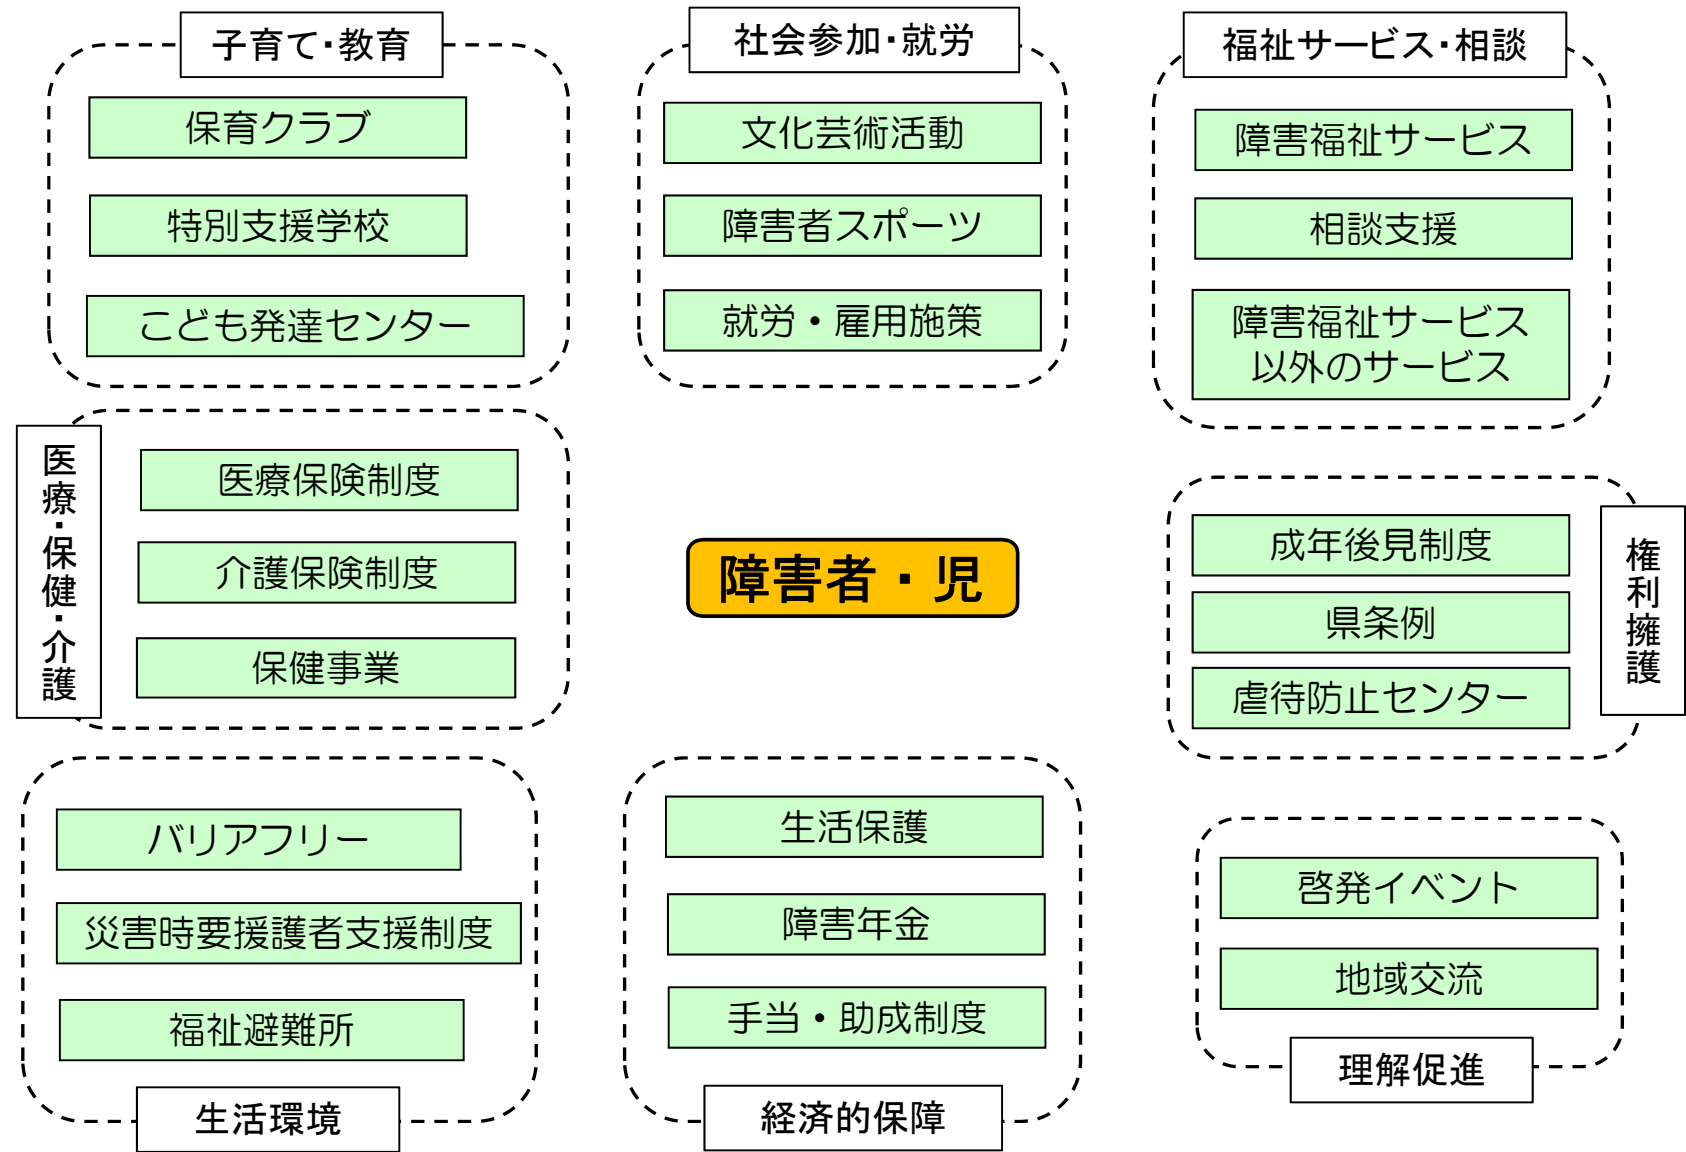 子育て・教育
保育クラブ
特別支援学校
こども発達センター
社会参加・就労
文化芸術活動
障害者スポーツ
就労・雇用施策
福祉サービス・相談
障害福祉サービス
相談支援
障害福祉サービス
以外のサービス
医療・保健・介護
医療保険制度
介護保険制度
保健事業
障害者・児
権利擁護
成年後見制度
県条例
虐待防止センター
バリアフリー
災害時要援護者支援制度
福祉避難所
生活環境
生活保護
障害年金
手当・助成制度
経済的保障
啓発イベント
地域交流
理解促進